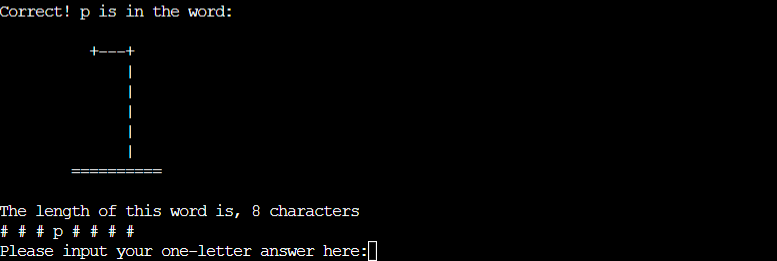 Correct! p is in the word:
+---+
|
|
|
|
|
==========
The length of this word is, 8 characters
# # # p # # # #
Please input your one-letter answer here: